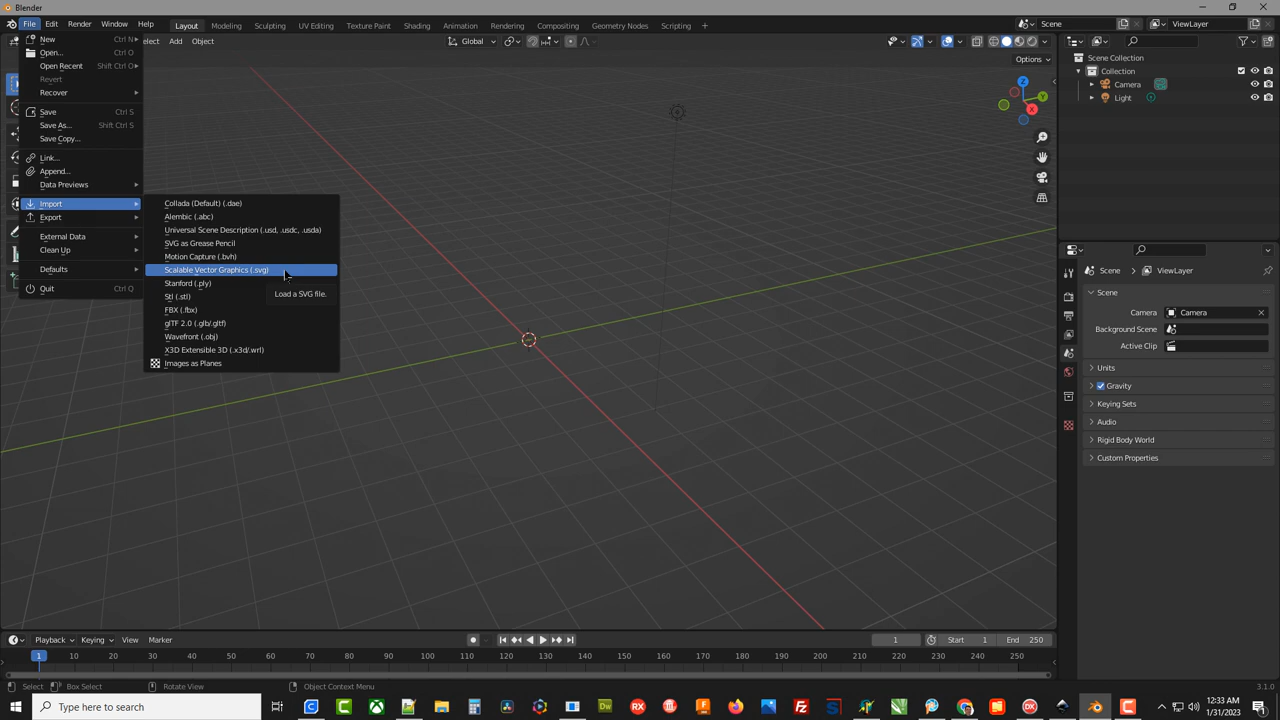 Blender
File Edit Render Window Help Layout Modeling Sculpting UV Editing Texture Paint Shading Animation Rendering Compositing Geometry Nodes Scripting + Scene ViewLayer
elect Add Object Global
Options
New Ctrl N
Open... Ctrl O
Open Recent Shift Ctrl O
Revert
Recover
Save Ctrl S
Save As... Shift Ctrl S
Save Copy...
Link...
Append...
Data Previews
Import
Export
External Data
Clean Up
Defaults
Quit Ctrl Q
Collada (Default) (.dae)
Alembic (.abc)
Universal Scene Description (.usd, .usdc, .usda)
SVG as Grease Pencil
Motion Capture (.bvh)
Scalable Vector Graphics (.svg)
Stanford (.ply)
Stl (.stl)
FBX (.fbx)
glTF 2.0 (.glb/.gltf)
Wavefront (.obj)
X3D Extensible 3D (.x3d/.wrl)
Images as Planes
Load a SVG file.
Z
Y
X
Scene Collection
Collection
Camera
Light
Scene ViewLayer
Scene
Camera Camera
Background Scene
Active Clip
Units
Gravity
Keying Sets
Audio
Rigid Body World
Custom Properties
Playback Keying View Marker 1 Start 1 End 250
1 10 20 30 40 50 60 70 80 90 100 110 120 130 140 150 160 170 180 190 200 210 220 230 240 250
Select Box Select Rotate View Object Context Menu 3.1.0
Type here to search
12:33 AM
1/31/2023